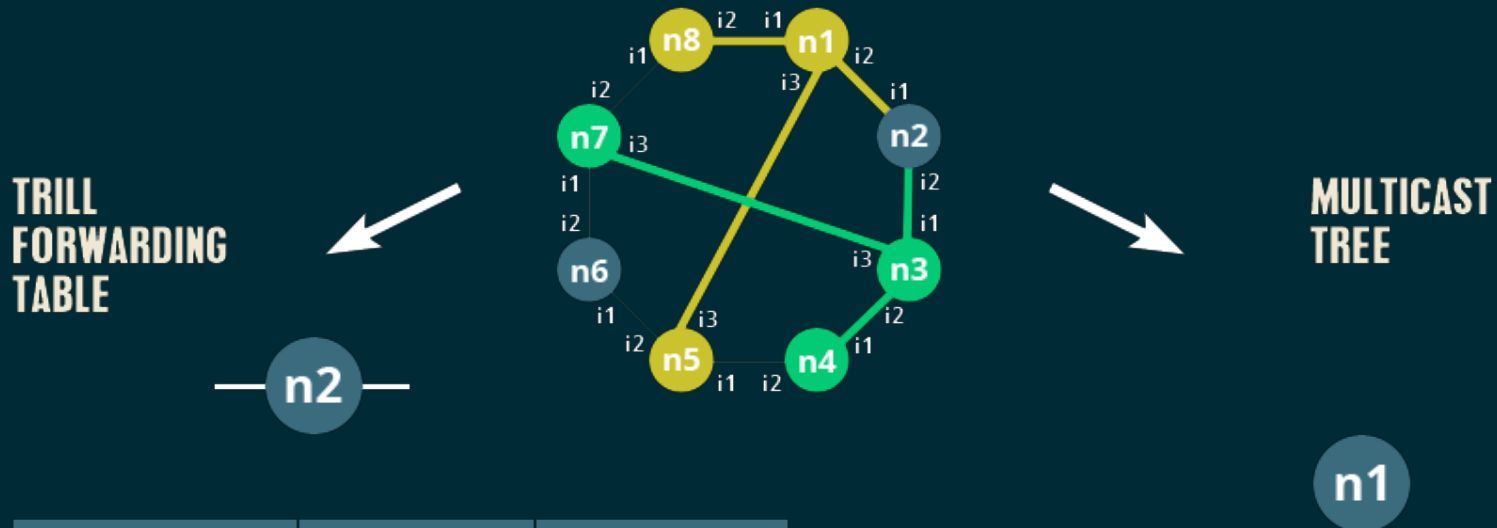 i2 i1
n8 n1
i1 i2
i3
i2 i1
n7 i3 n2
i1 i2
i2 i1
n6 i3 n3
i1 i3 i2
i2 i1
n5 n4
i1 i2
TRILL
FORWARDING
TABLE
n2
MULTICAST
TREE
n1